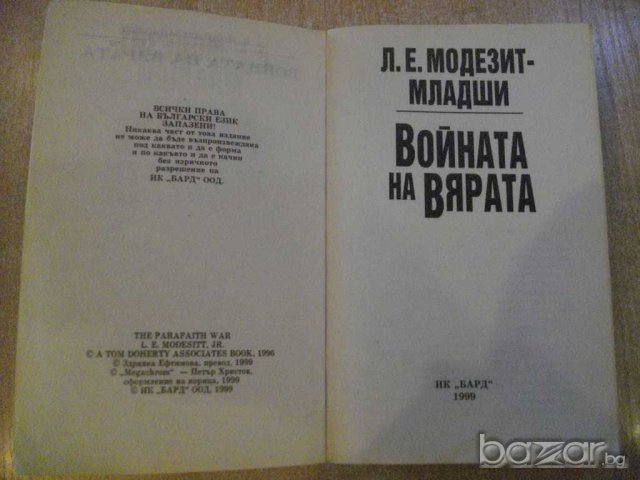 ВСИЧКИ ПРАВА
НА БЪЛГАРСКИ ЕЗИК
ЗАПАЗЕНИ!
Никаква част от това издание
не може да бъде възпроизвеждана
под каквато и да е форма
и по какъвто и да е начин
без изричното
разрешение на
ИК „БАРД" ООД.
THE PARAFAITH WAR
L. E. MODESITT, JR.
© A TOM DOHERTY ASSOCIATES BOOK, 1996
© Здравка Ефтимова, превод, 1999
© „Megachrom" — Петър Христов,
оформление на корица, 1999
© ИК „БАРД" ООД, 1999
Л. Е. МОДЕЗИТ-
МЛАДШИ
ВОЙНАТА
НА ВЯРАТА
ИК „БАРД"
1999
bazar.bg